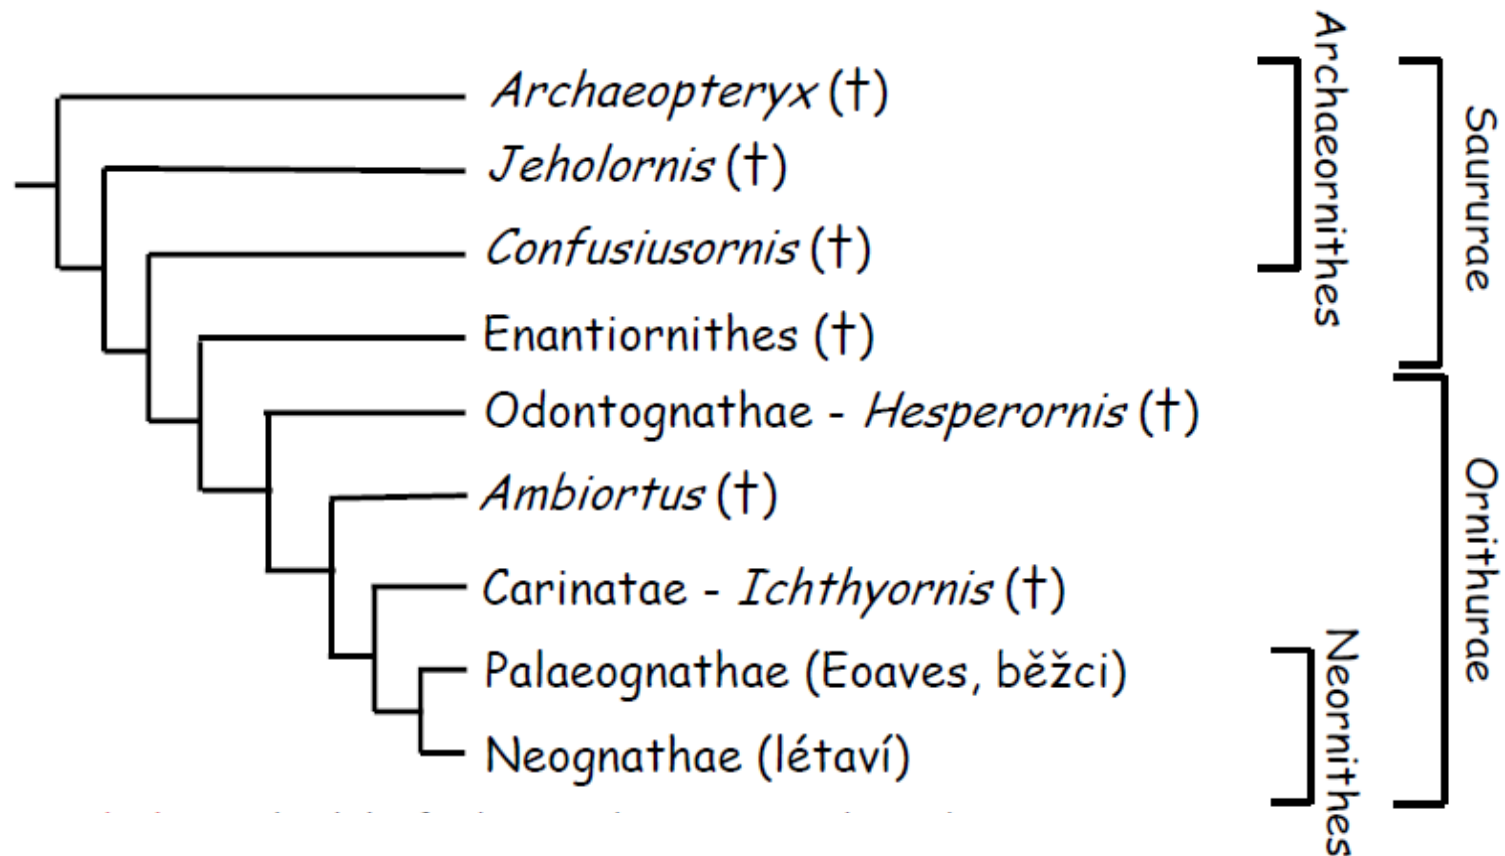 Archaeopteryx (†)
Jeholornis (†)
Confusiusornis (†)
Enantiornithes (†)
Odontognathae - Hesperornis (†)
Ambiortus (†)
Carinatae - Ichthyornis (†)
Palaeognathae (Eoaves, běžci)
Neognathae (létaví)
Archaeornithes
Neornithes
Saururae
Ornithurae